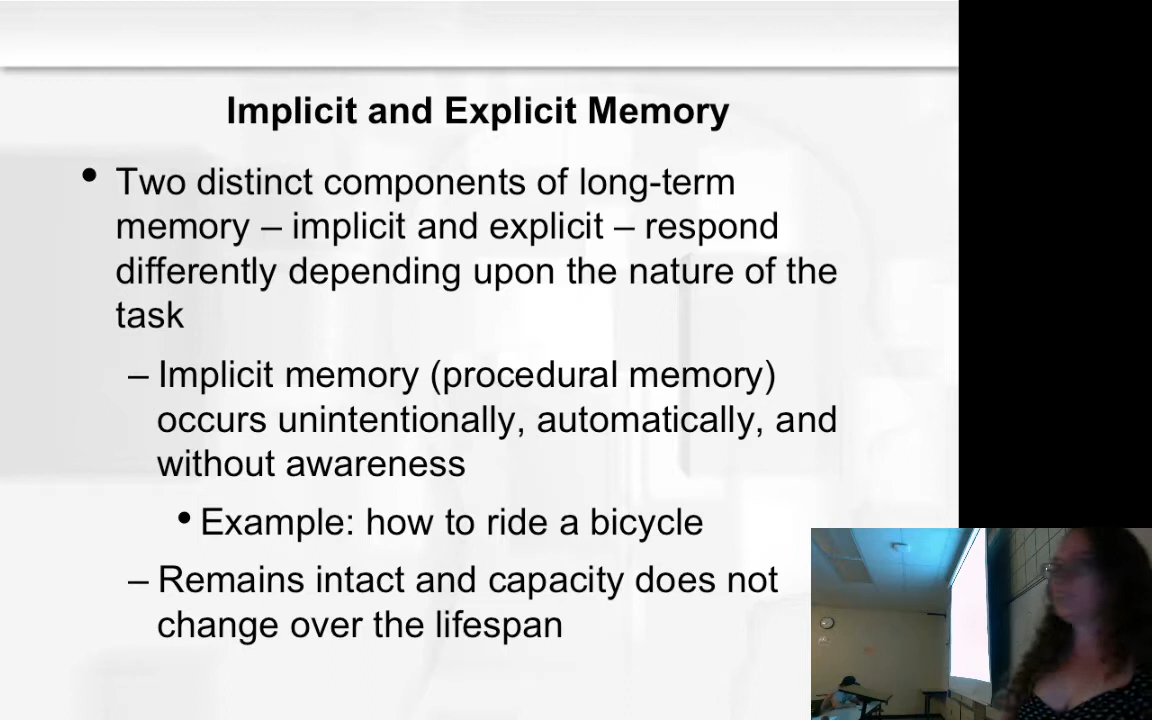 Implicit and Explicit Memory
• Two distinct components of long-term
memory – implicit and explicit – respond
differently depending upon the nature of the
task
– Implicit memory (procedural memory)
occurs unintentionally, automatically, and
without awareness
• Example: how to ride a bicycle
– Remains intact and capacity does not
change over the lifespan